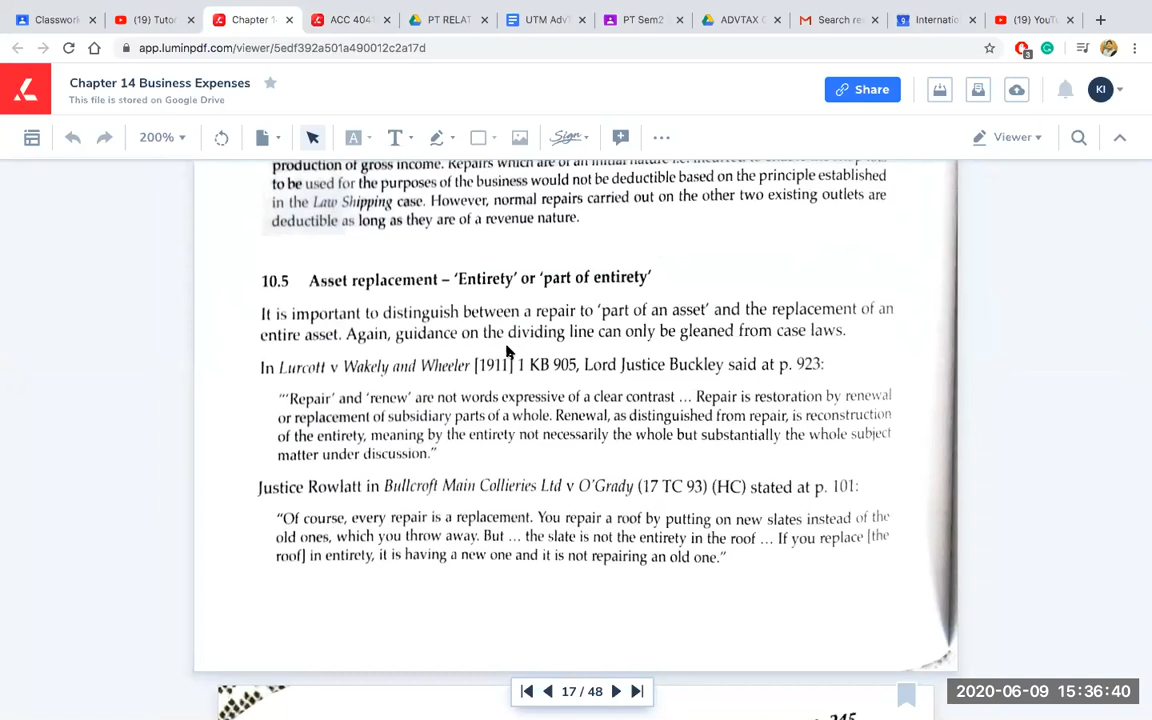 (19) Tutor
Chapter 1
ACC 404
PT RELAT
UTM Adv
PT Sem2
ADVTAX
Search re
Internatio
(19) YouT
app.luminpdf.com/viewer/5edf392a501a490012c2a17d
3
Chapter 14 Business Expenses
This file is stored on Google Drive
Share
KI
200%
A
T
Sign
Viewer
production of gross income. Repairs which are of an initial nature i.e.
to be used for the purposes of the business would not be deductible based on the principle established
in the Law Shipping case. However, normal repairs carried out on the other two existing outlets are
deductible as long as they are of a revenue nature.
10.5 Asset replacement – ‘Entirety’ or ‘part of entirety’
It is important to distinguish between a repair to ‘part of an asset’ and the replacement of an
entire asset. Again, guidance on the dividing line can only be gleaned from case laws.
In Lurcott v Wakely and Wheeler [1911] 1 KB 905, Lord Justice Buckley said at p. 923:
“‘Repair’ and ‘renew’ are not words expressive of a clear contrast ... Repair is restoration by renewal
or replacement of subsidiary parts of a whole. Renewal, as distinguished from repair, is reconstruction
of the entirety, meaning by the entirety not necessarily the whole but substantially the whole subject
matter under discussion.”
Justice Rowlatt in Bullcroft Main Collieries Ltd v O'Grady (17 TC 93) (HC) stated at p. 101:
“Of course, every repair is a replacement. You repair a roof by putting on new slates instead of the
old ones, which you throw away. But ... the slate is not the entirety in the roof ... If you replace [the
roof] in entirety, it is having a new one and it is not repairing an old one.”
17 / 48
245
2020-06-09 15:36:40